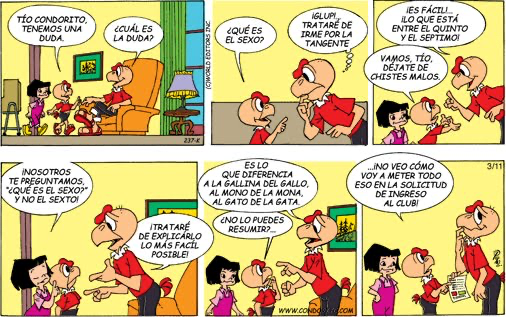 TÍO CONDORITO,
TENEMOS UNA
DUDA.
¿CUÁL ES
LA DUDA?
237-R
(C)WORLD EDITORS INC
¿QUÉ ES
EL SEXO?
¡GLUP!,
TRATARÉ DE
IRME POR LA
TANGENTE
¡ES FÁCIL!...
¡LO QUE ESTÁ
ENTRE EL QUINTO
Y EL SEPTIMO!
VAMOS, TÍO,
DÉJATE DE
CHISTES MALOS.
¡NOSOTROS
TE PREGUNTAMOS,
"¿QUÉ ES EL SEXO?"
Y NO EL SEXTO!
¡TRATARÉ
DE EXPLICÁRLO
LO MÁS FACÍL
POSIBLE!
ES LO
QUE DIFERENCIA
A LA GALLINA DEL GALLO,
AL MONO DE LA MONA,
AL GATO DE LA GATA.
¿NO LO PUEDES
RESUMIR?...
WWW.CONDORITO.COM
...¡NO VEO CÓMO
VOY A METER TODO
ESO EN LA SOLICITUD
DE INGRESO
AL CLUB!
3/11